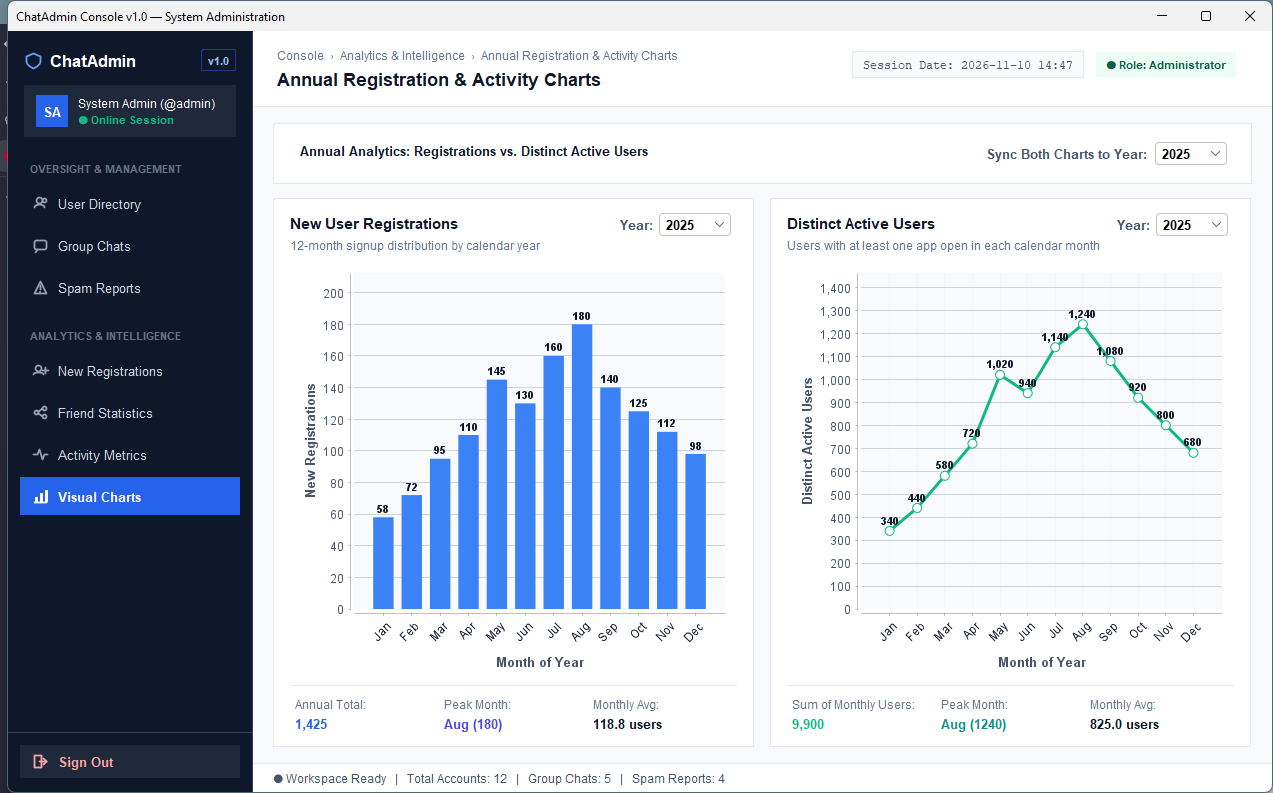 ChatAdmin Console v1.0 — System Administration
ChatAdmin v1.0
SA
System Admin (@admin)
Online Session
OVERSIGHT & MANAGEMENT
User Directory
Group Chats
Spam Reports
ANALYTICS & INTELLIGENCE
New Registrations
Friend Statistics
Activity Metrics
Visual Charts
Sign Out
Console › Analytics & Intelligence › Annual Registration & Activity Charts
Annual Registration & Activity Charts
Session Date: 2026-11-10 14:47
Role: Administrator
Annual Analytics: Registrations vs. Distinct Active Users
Sync Both Charts to Year: 2025
New User Registrations
Year: 2025
12-month signup distribution by calendar year
New Registrations
200
180
160
140
120
100
80
60
40
20
0
58
72
95
110
145
130
160
180
140
125
112
98
Jan Feb Mar Apr May Jun Jul Aug Sep Oct Nov Dec
Month of Year
Annual Total: Peak Month: Monthly Avg:
1,425 Aug (180) 118.8 users
Distinct Active Users
Year: 2025
Users with at least one app open in each calendar month
Distinct Active Users
1,400
1,300
1,200
1,100
1,000
900
800
700
600
500
400
300
200
100
0
340
440
580
720
1,020
940
1,140
1,240
1,080
920
800
680
Jan Feb Mar Apr May Jun Jul Aug Sep Oct Nov Dec
Month of Year
Sum of Monthly Users: Peak Month: Monthly Avg:
9,900 Aug (1240) 825.0 users
Workspace Ready | Total Accounts: 12 | Group Chats: 5 | Spam Reports: 4